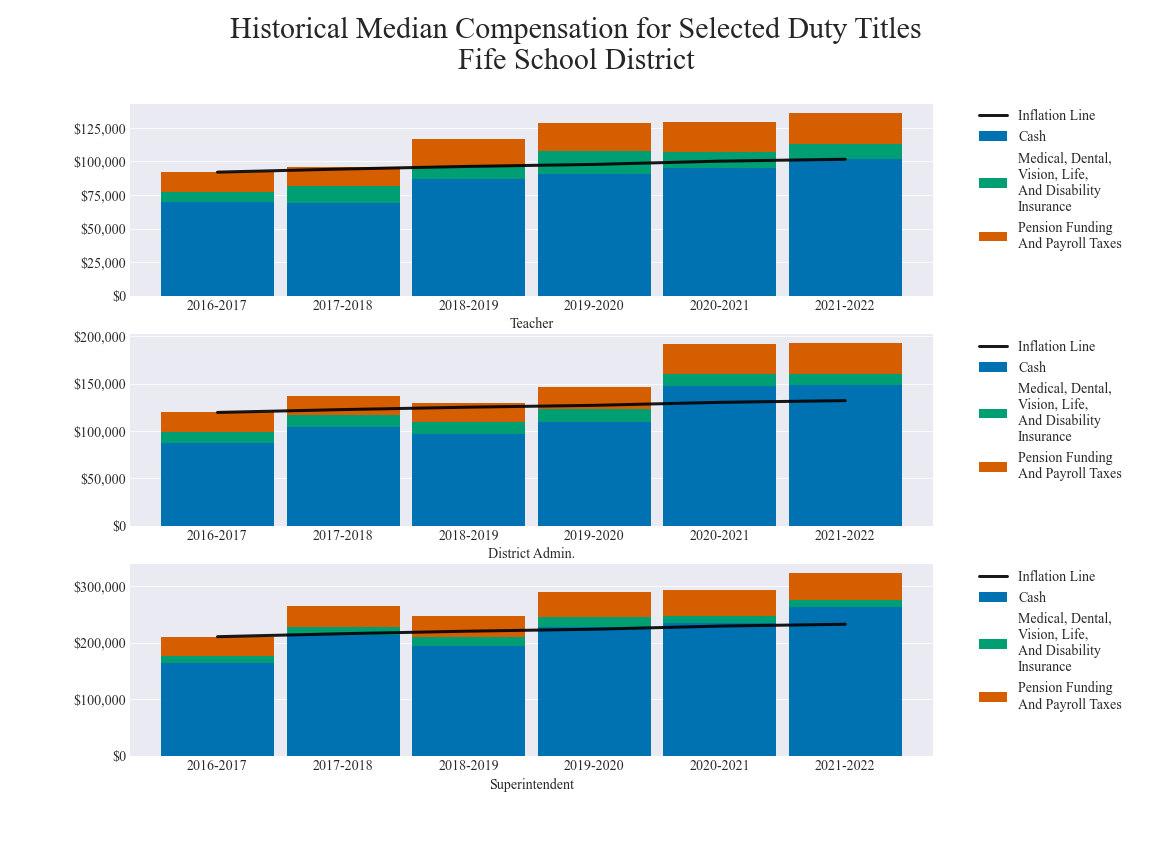 Historical Median Compensation for Selected Duty Titles
Fife School District
$125,000
$100,000
$75,000
$50,000
$25,000
$0
2016-2017 2017-2018 2018-2019 2019-2020 2020-2021 2021-2022
Teacher
Inflation Line
Cash
Medical, Dental,
Vision, Life,
And Disability
Insurance
Pension Funding
And Payroll Taxes
$200,000
$150,000
$100,000
$50,000
$0
2016-2017 2017-2018 2018-2019 2019-2020 2020-2021 2021-2022
District Admin.
Inflation Line
Cash
Medical, Dental,
Vision, Life,
And Disability
Insurance
Pension Funding
And Payroll Taxes
$300,000
$200,000
$100,000
$0
2016-2017 2017-2018 2018-2019 2019-2020 2020-2021 2021-2022
Superintendent
Inflation Line
Cash
Medical, Dental,
Vision, Life,
And Disability
Insurance
Pension Funding
And Payroll Taxes